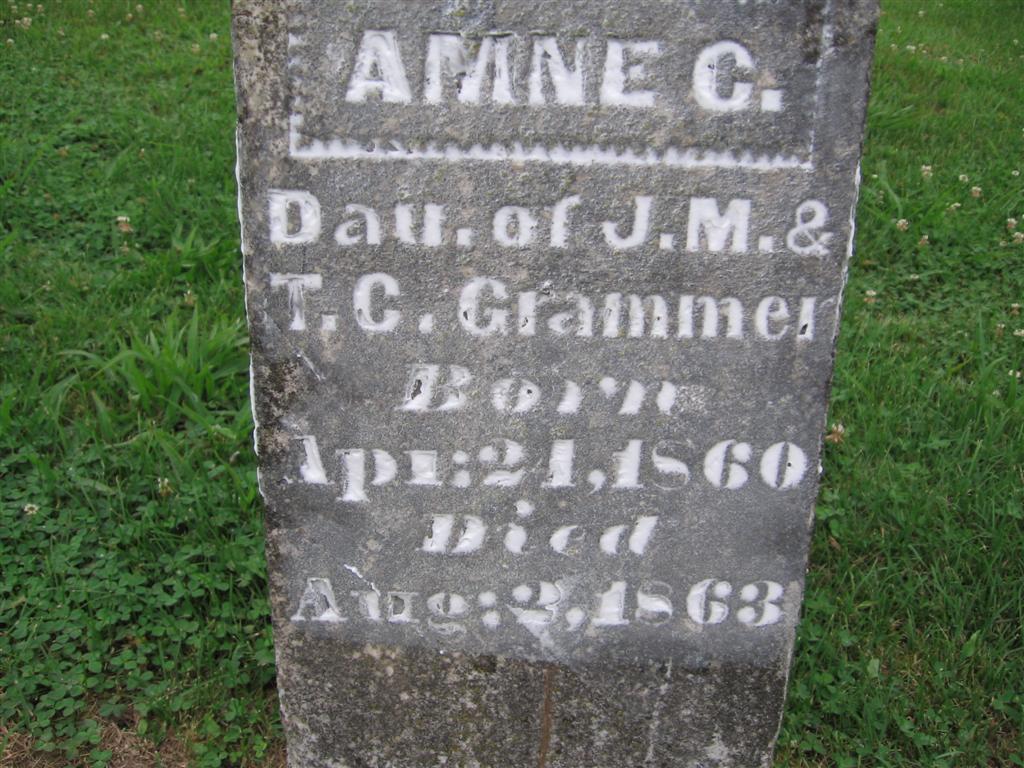 AMNE C.
Dau. of J.M. &
T. C. Grammer
Born
Apr: 21, 1860
Died
Aug: 2, 1863